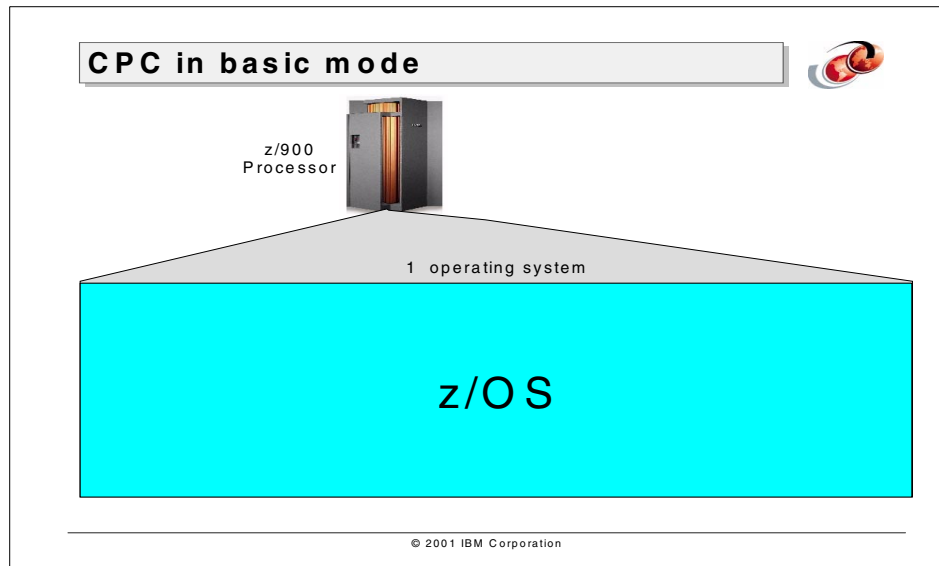 CPC in basic mode
z/900
Processor
1 operating system
z/OS
© 2001 IBM Corporation